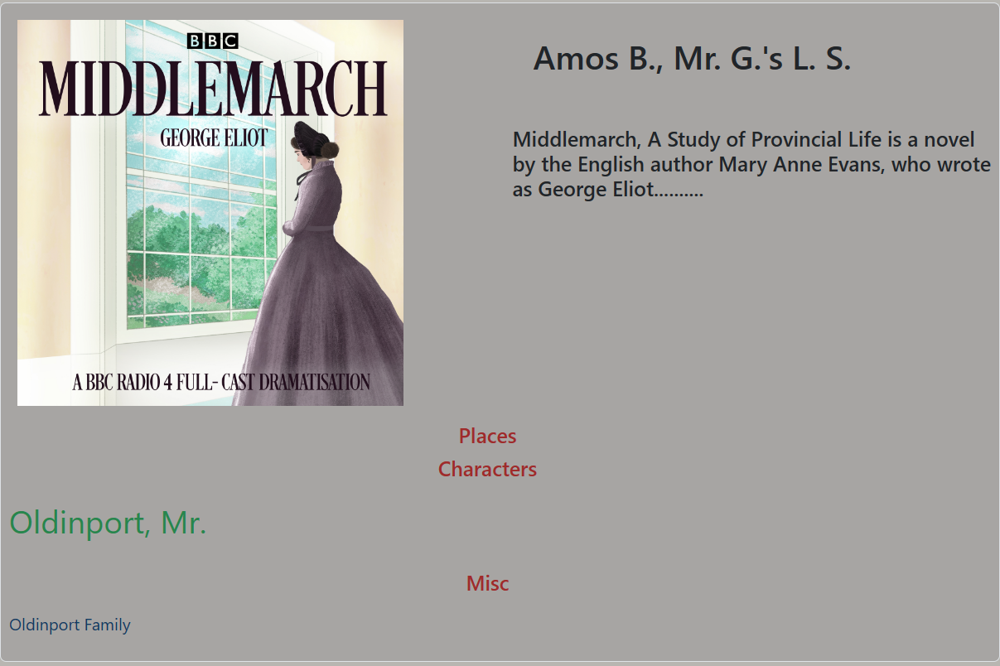 BBC
MIDDLEMARCH
GEORGE ELIOT
A BBC RADIO 4 FULL-CAST DRAMATISATION
Amos B., Mr. G.'s L. S.
Middlemarch, A Study of Provincial Life is a novel
by the English author Mary Anne Evans, who wrote
as George Eliot..........
Places
Characters
Oldinport, Mr.
Misc
Oldinport Family